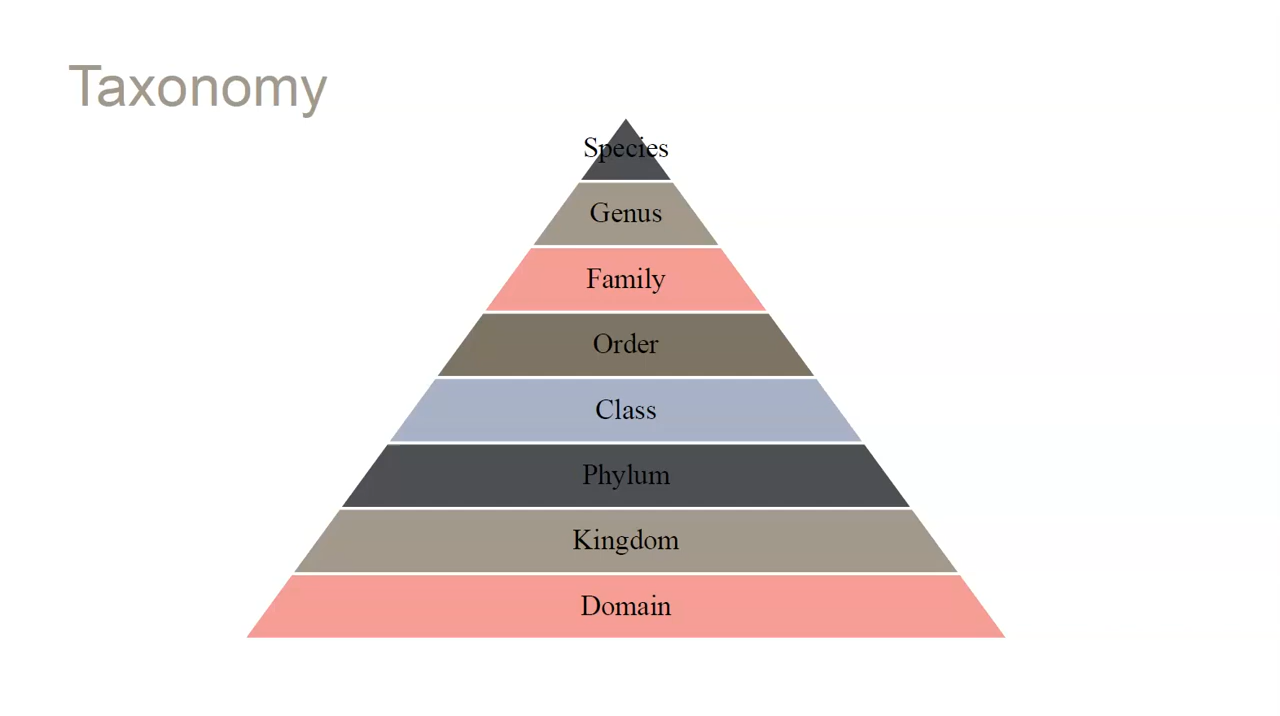 Taxonomy
Species
Genus
Family
Order
Class
Phylum
Kingdom
Domain